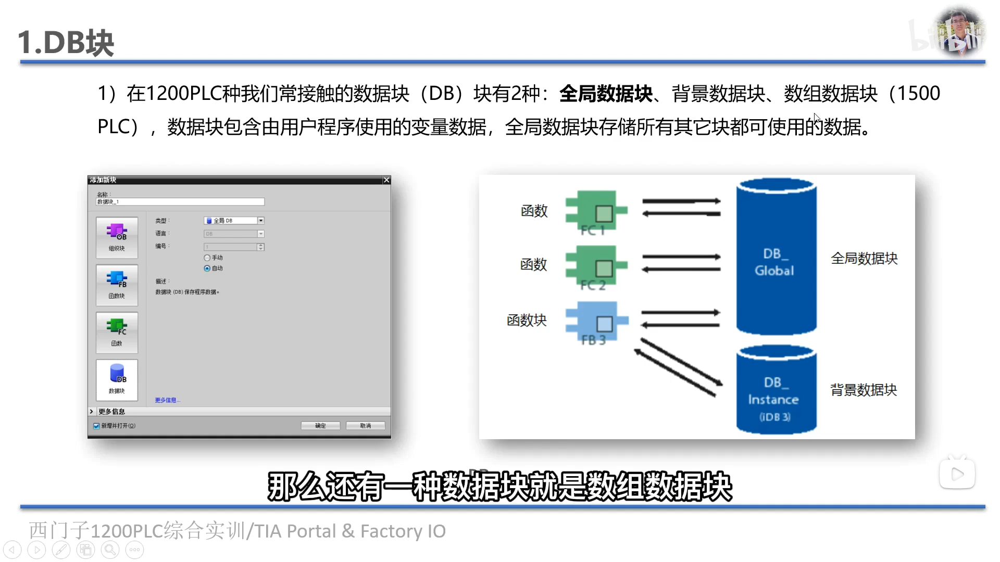 1.DB块
bilibili
1）在1200PLC种我们常接触的数据块（DB）块有2种：全局数据块、背景数据块、数组数据块（1500
PLC），数据块包含由用户程序使用的变量数据，全局数据块存储所有其它块都可使用的数据。
添加新块
名称：
数据块_1
OB
组织块
FB
函数块
FC
函数
DB
数据块
类型：
全局 DB
语言：
DB
编号：
1
手动
自动
描述：
数据块 (DB) 保存程序数据。
更多信息...
更多信息
新增并打开(O)
确定
取消
函数
FC 1
函数
FC 2
函数块
FB 3
DB_
Global
全局数据块
DB_
Instance
(iDB 3)
背景数据块
那么还有一种数据块就是数组数据块
西门子1200PLC综合实训/TIA Portal & Factory IO